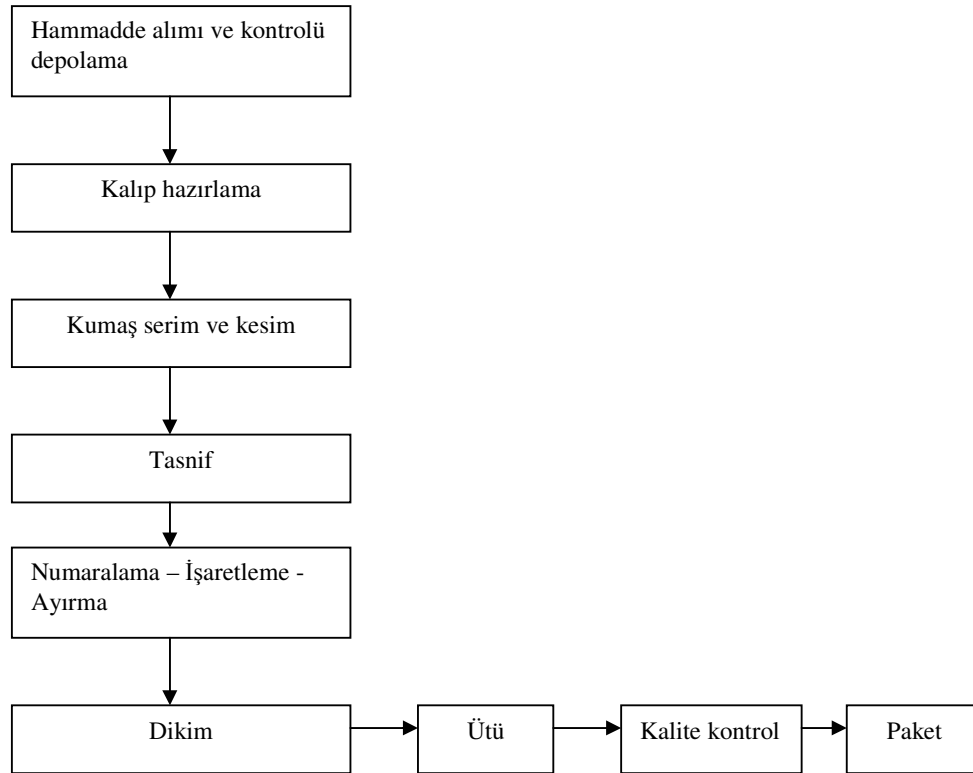 Hammadde alımı ve kontrolü
depolama
Kalıp hazırlama
Kumaş serim ve kesim
Tasnif
Numaralama – İşaretleme -
Ayırma
Dikim
Ütü
Kalite kontrol
Paket